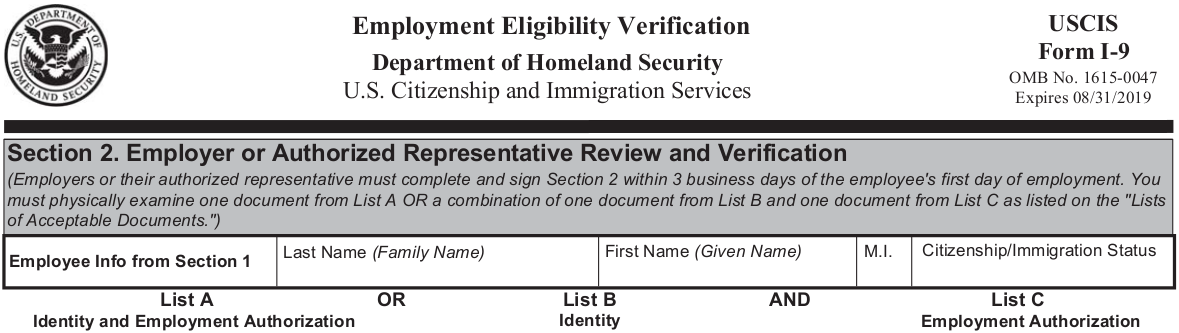 U.S. DEPARTMENT OF HOMELAND SECURITY
Employment Eligibility Verification
Department of Homeland Security
U.S. Citizenship and Immigration Services
USCIS
Form I-9
OMB No. 1615-0047
Expires 08/31/2019
Section 2. Employer or Authorized Representative Review and Verification
(Employers or their authorized representative must complete and sign Section 2 within 3 business days of the employee's first day of employment. You
must physically examine one document from List A OR a combination of one document from List B and one document from List C as listed on the "Lists
of Acceptable Documents.")
Employee Info from Section 1 Last Name (Family Name) First Name (Given Name) M.I. Citizenship/Immigration Status
List A OR List B AND List C
Identity and Employment Authorization Identity Employment Authorization